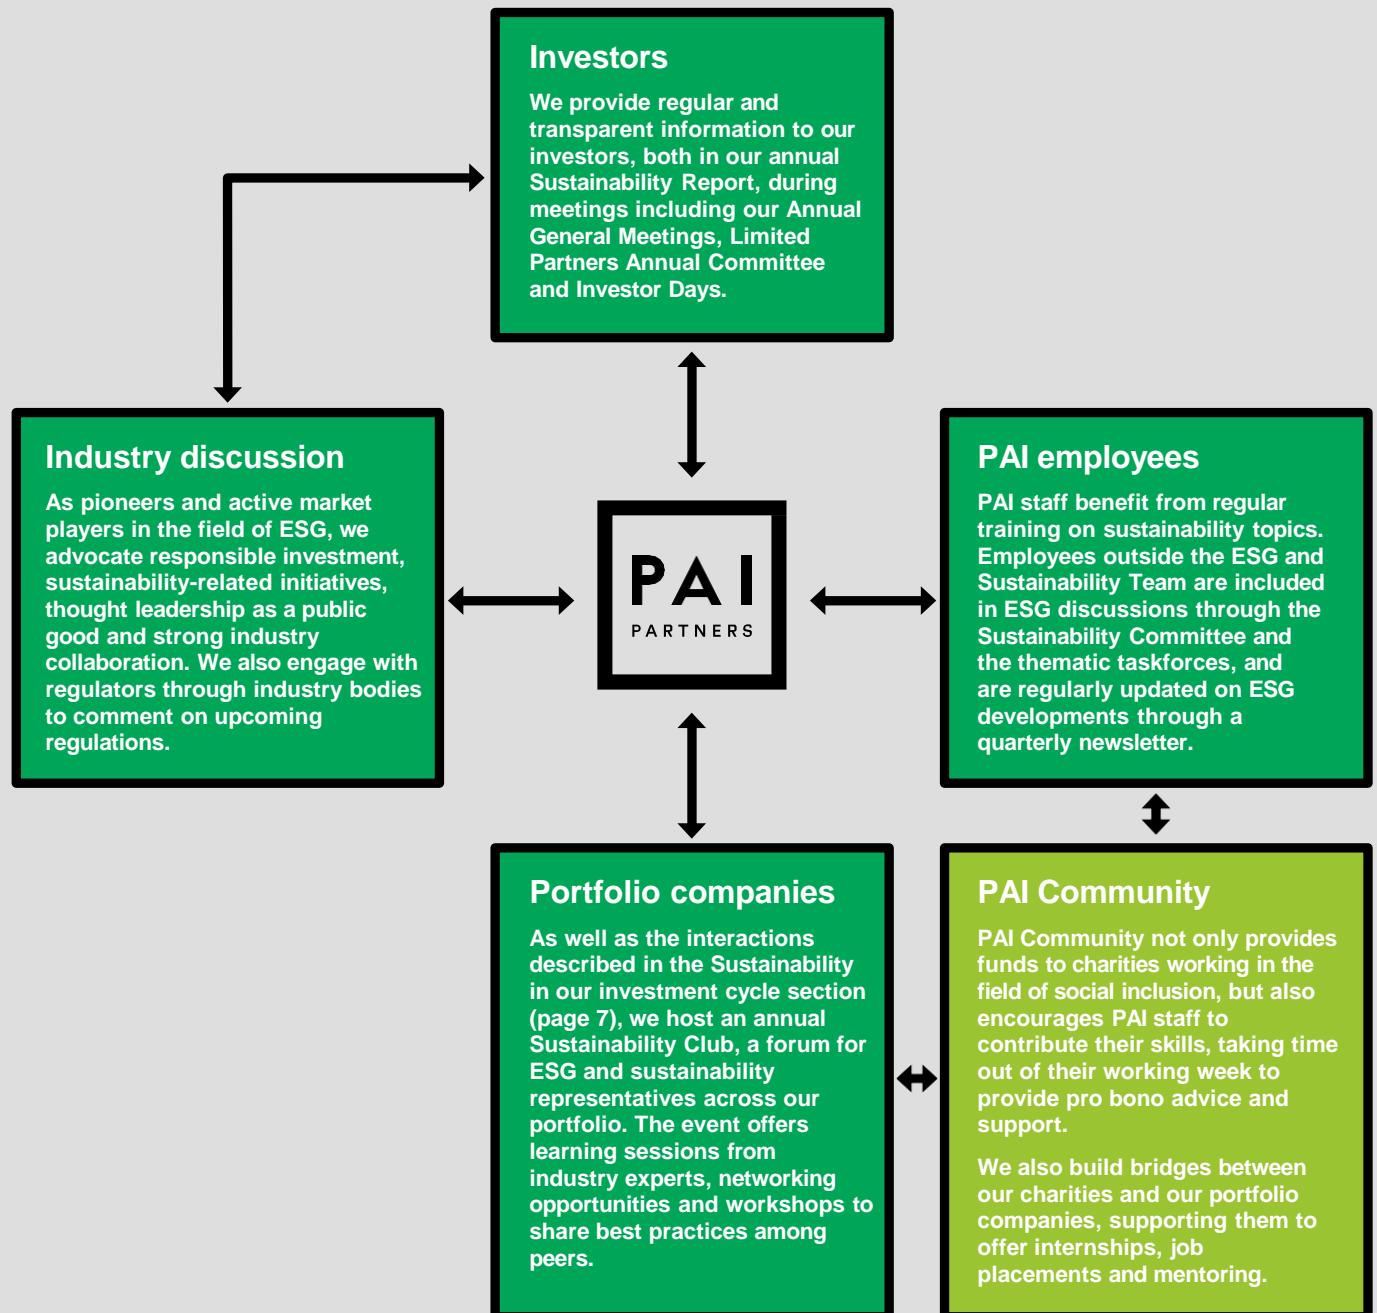 Investors
We provide regular and
transparent information to our
investors, both in our annual
Sustainability Report, during
meetings including our Annual
General Meetings, Limited
Partners Annual Committee
and Investor Days.
Industry discussion
As pioneers and active market
players in the field of ESG, we
advocate responsible investment,
sustainability-related initiatives,
thought leadership as a public
good and strong industry
collaboration. We also engage with
regulators through industry bodies
to comment on upcoming
regulations.
PAI
PARTNERS
PAI employees
PAI staff benefit from regular
training on sustainability topics.
Employees outside the ESG and
Sustainability Team are included
in ESG discussions through the
Sustainability Committee and
the thematic taskforces, and
are regularly updated on ESG
developments through a
quarterly newsletter.
Portfolio companies
As well as the interactions
described in the Sustainability
in our investment cycle section
(page 7), we host an annual
Sustainability Club, a forum for
ESG and sustainability
representatives across our
portfolio. The event offers
learning sessions from
industry experts, networking
opportunities and workshops to
share best practices among
peers.
PAI Community
PAI Community not only provides
funds to charities working in the
field of social inclusion, but also
encourages PAI staff to
contribute their skills, taking time
out of their working week to
provide pro bono advice and
support.
We also build bridges between
our charities and our portfolio
companies, supporting them to
offer internships, job
placements and mentoring.